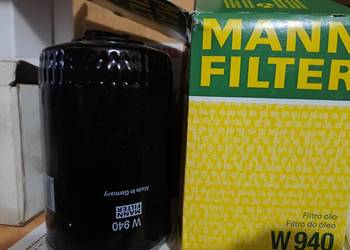 MANN
FILTER
Filtro olio
Filtro do óleo
W 940
W 940
MANN
FILTER
Made in Germany